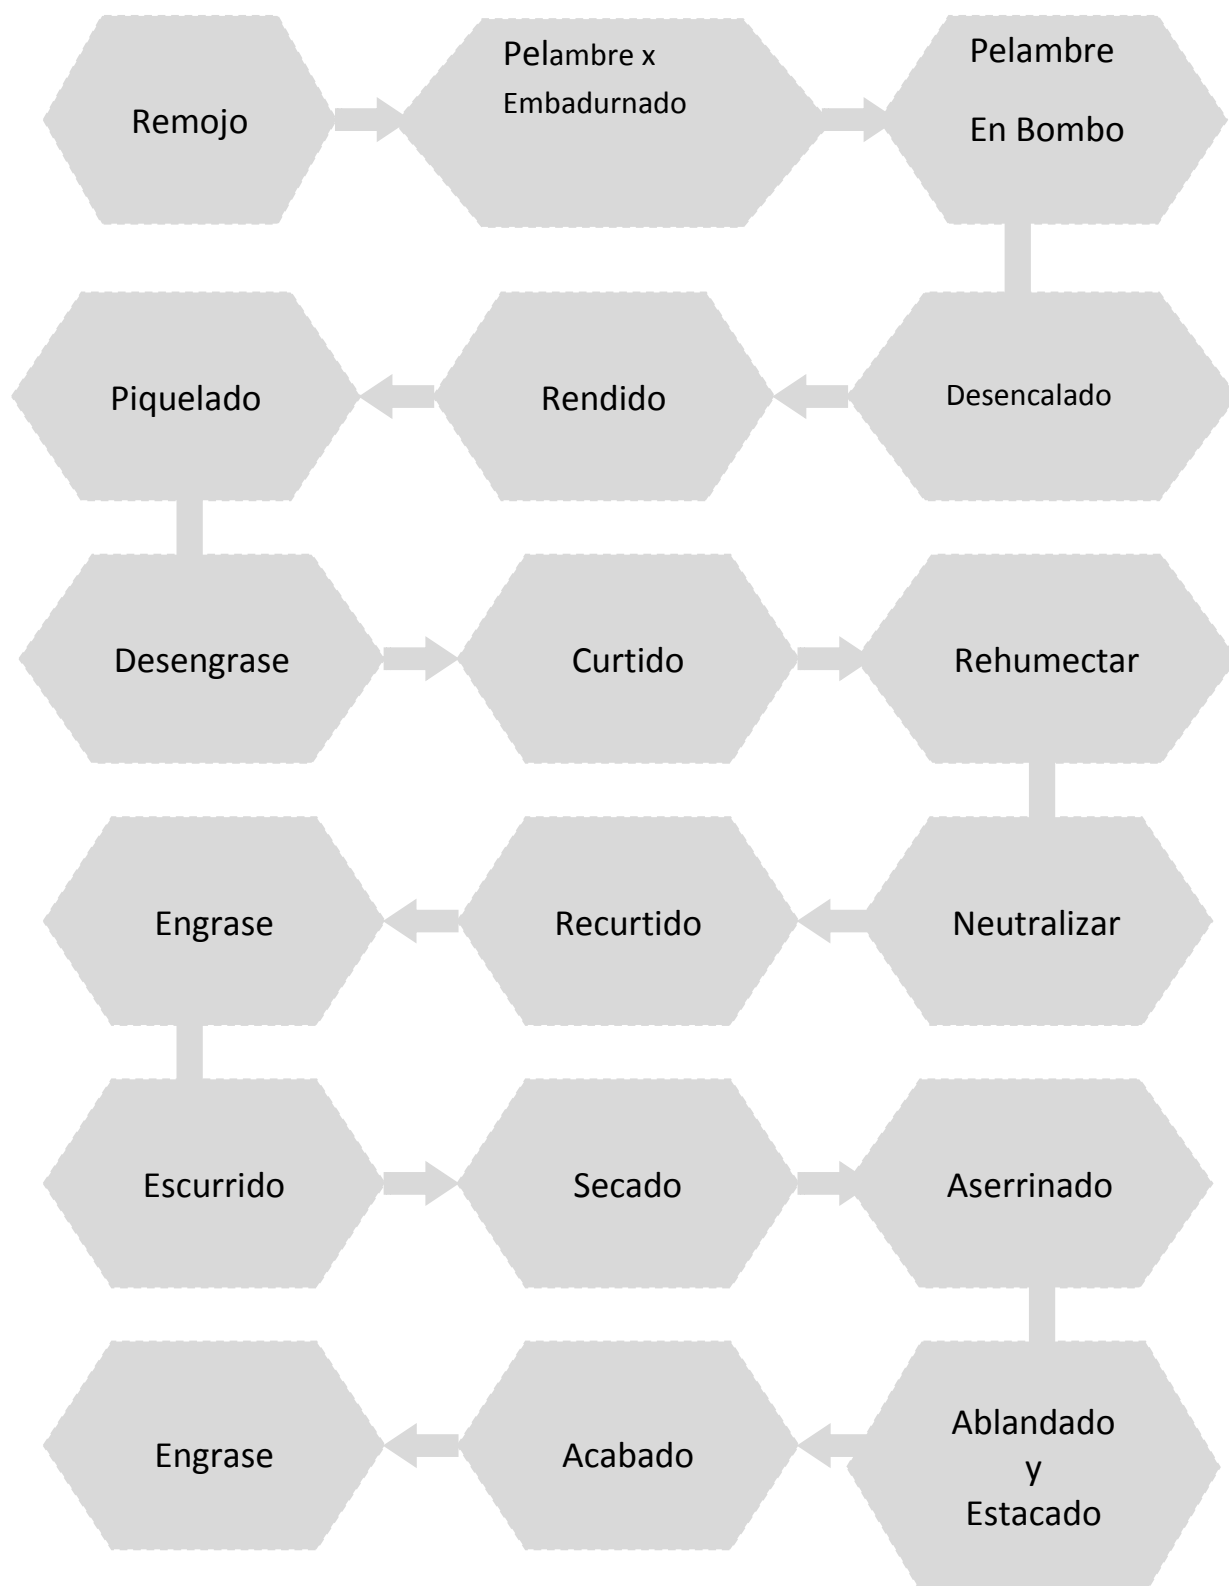 Remojo
Pelambre x
Embadurnado
Pelambre
En Bombo
Desencalado
Rendido
Piquelado
Desengrase
Curtido
Rehumectar
Neutralizar
Recurtido
Engrase
Escurrido
Secado
Aserrinado
Ablandado
y
Estacado
Acabado
Engrase